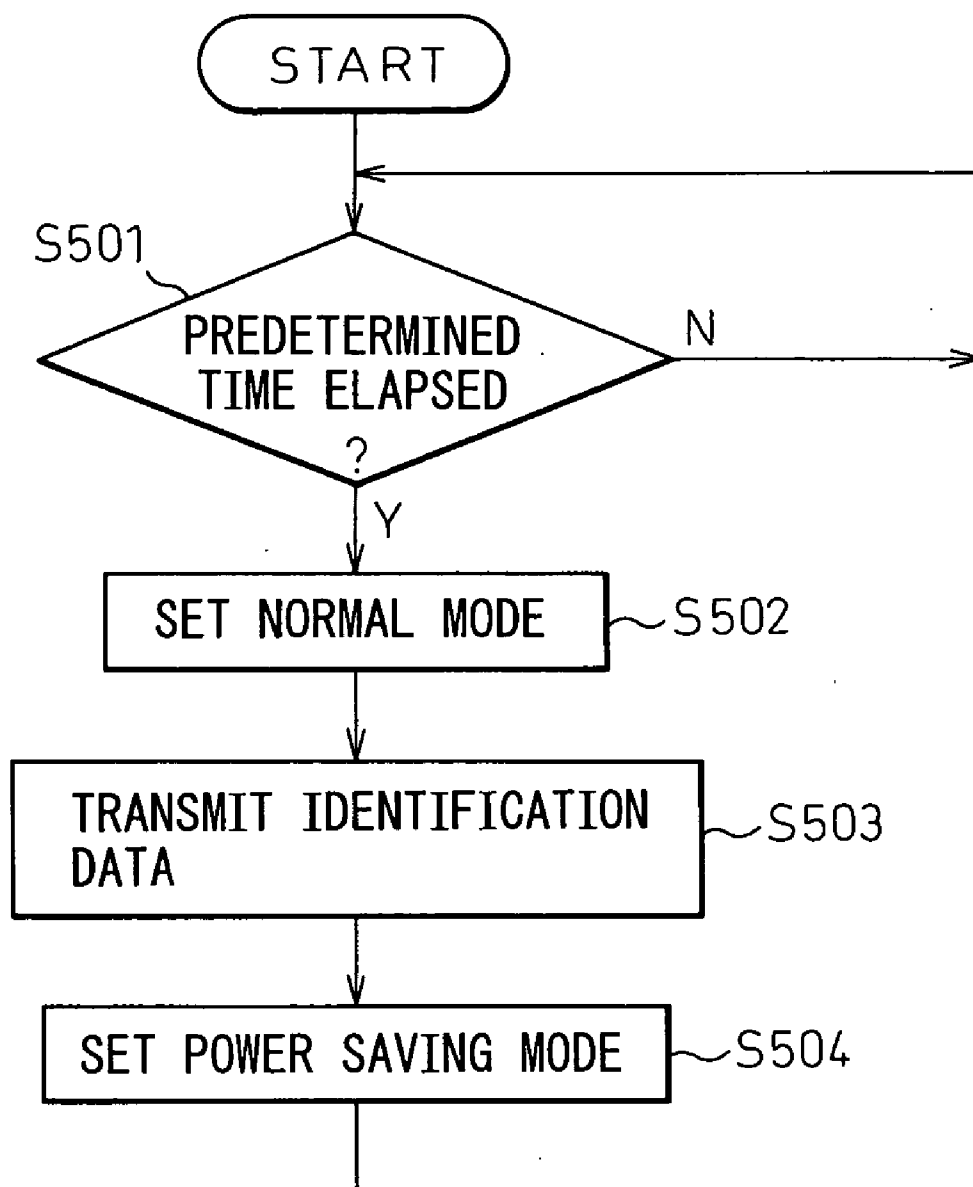 START
S501
PREDETERMINED
TIME ELAPSED
?
N
Y
SET NORMAL MODE
S502
TRANSMIT IDENTIFICATION
DATA
S503
SET POWER SAVING MODE
S504